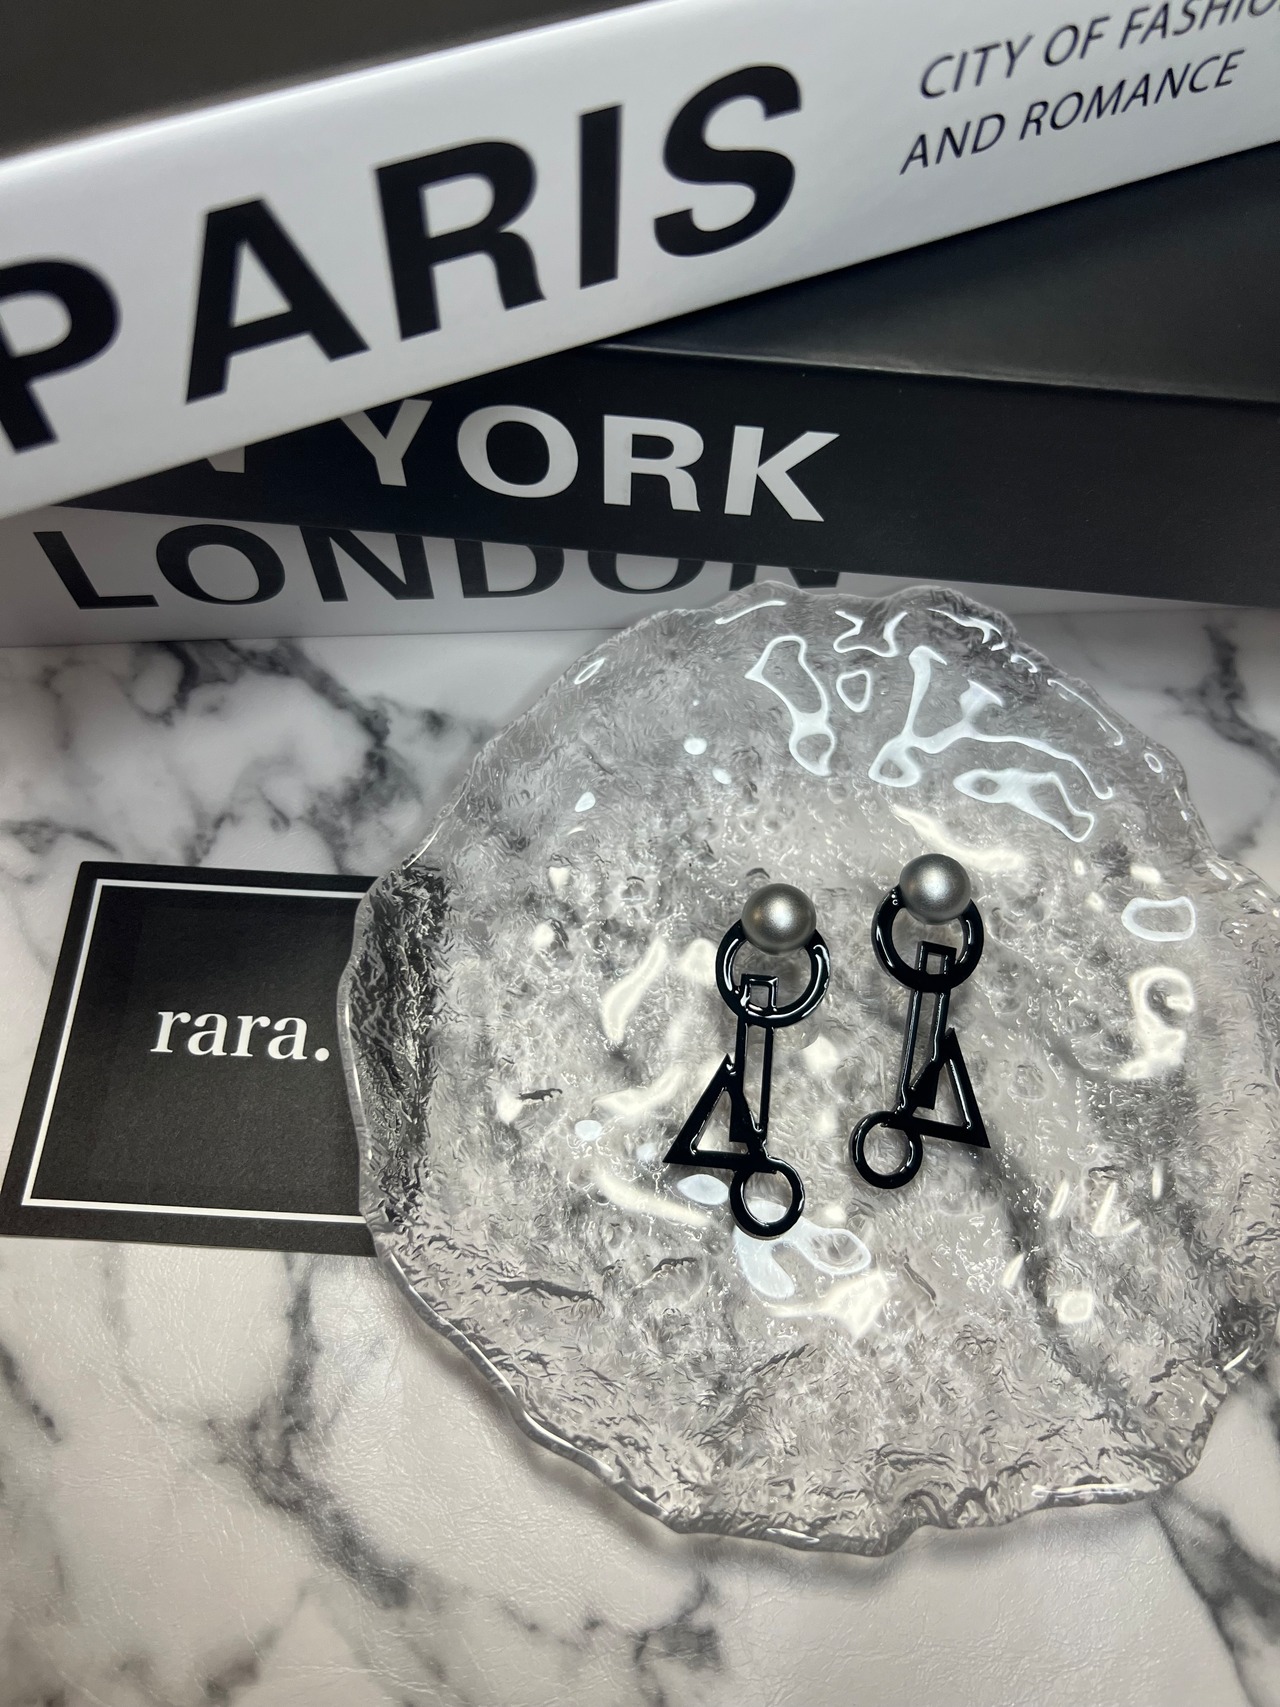 PARIS
CITY OF FASHIO
AND ROMANCE
YORK
LONDON
rara.